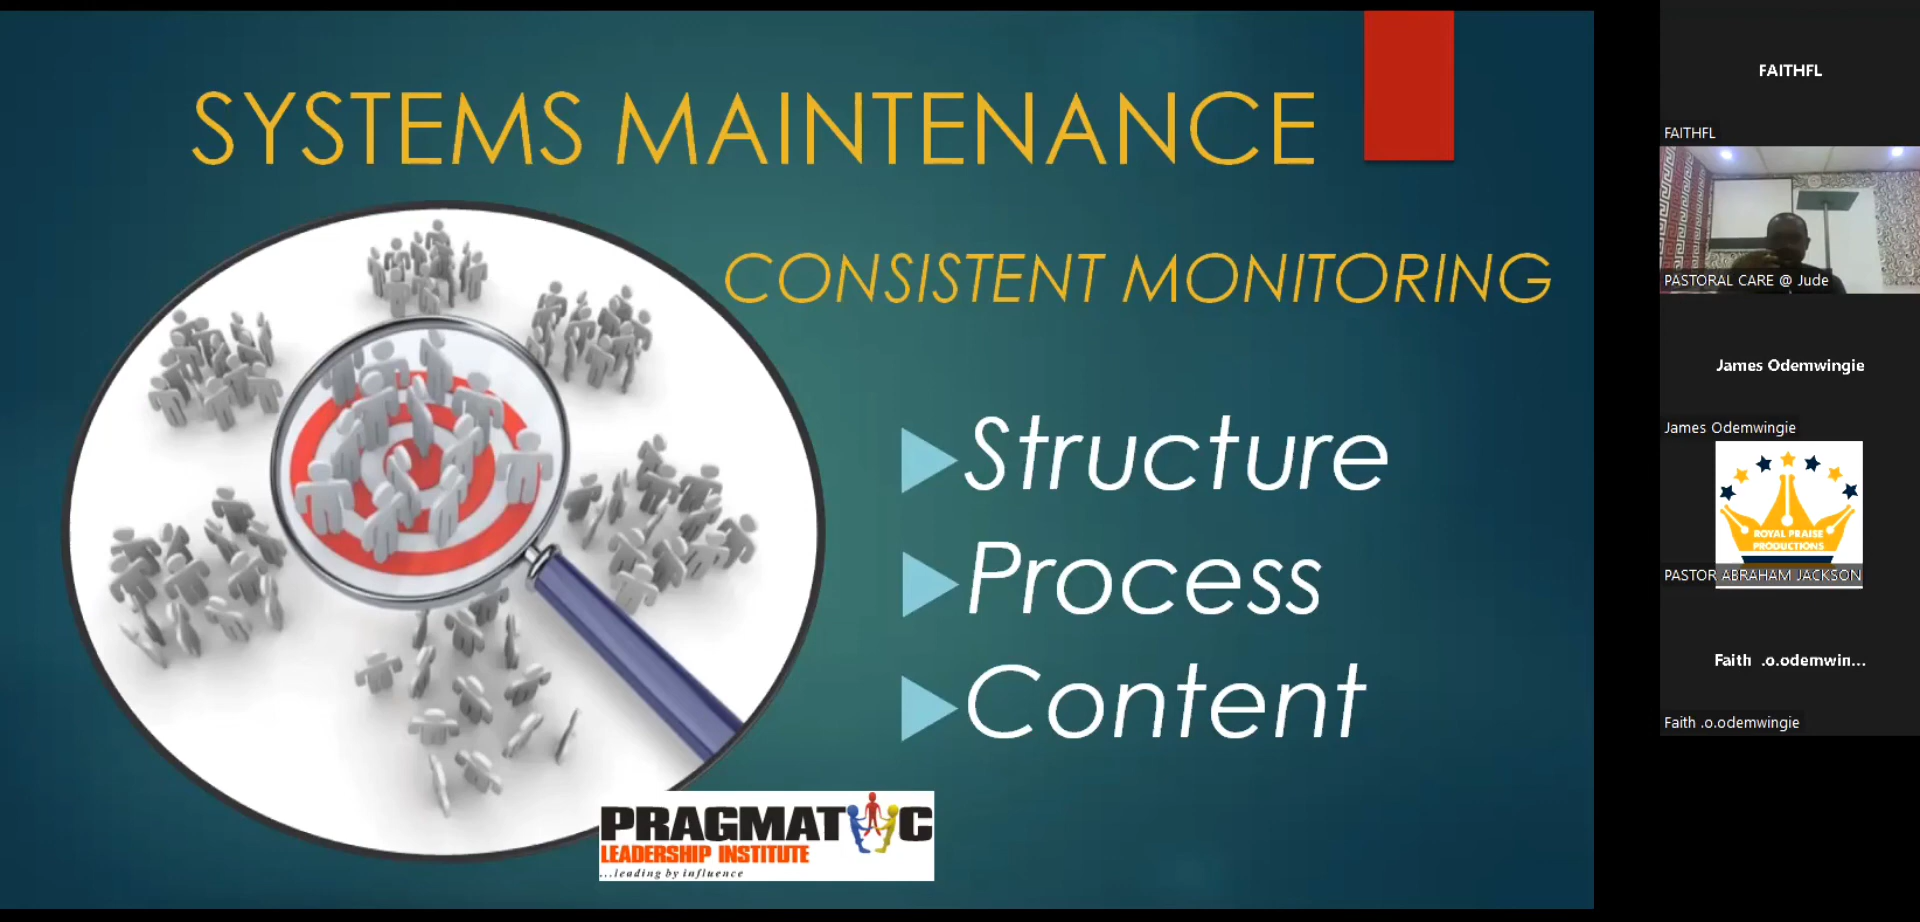 SYSTEMS MAINTENANCE
CONSISTENT MONITORING
Structure
Process
Content
PRAGMATIC
LEADERSHIP INSTITUTE
...leading by influence
FAITHFL
FAITHFL
PASTORAL CARE @ Jude
James Odemwingie
James Odemwingie
ROYAL PRAISE
PRODUCTIONS
PASTOR ABRAHAM JACKSON
Faith .o.odemwin...
Faith .o.odemwingie